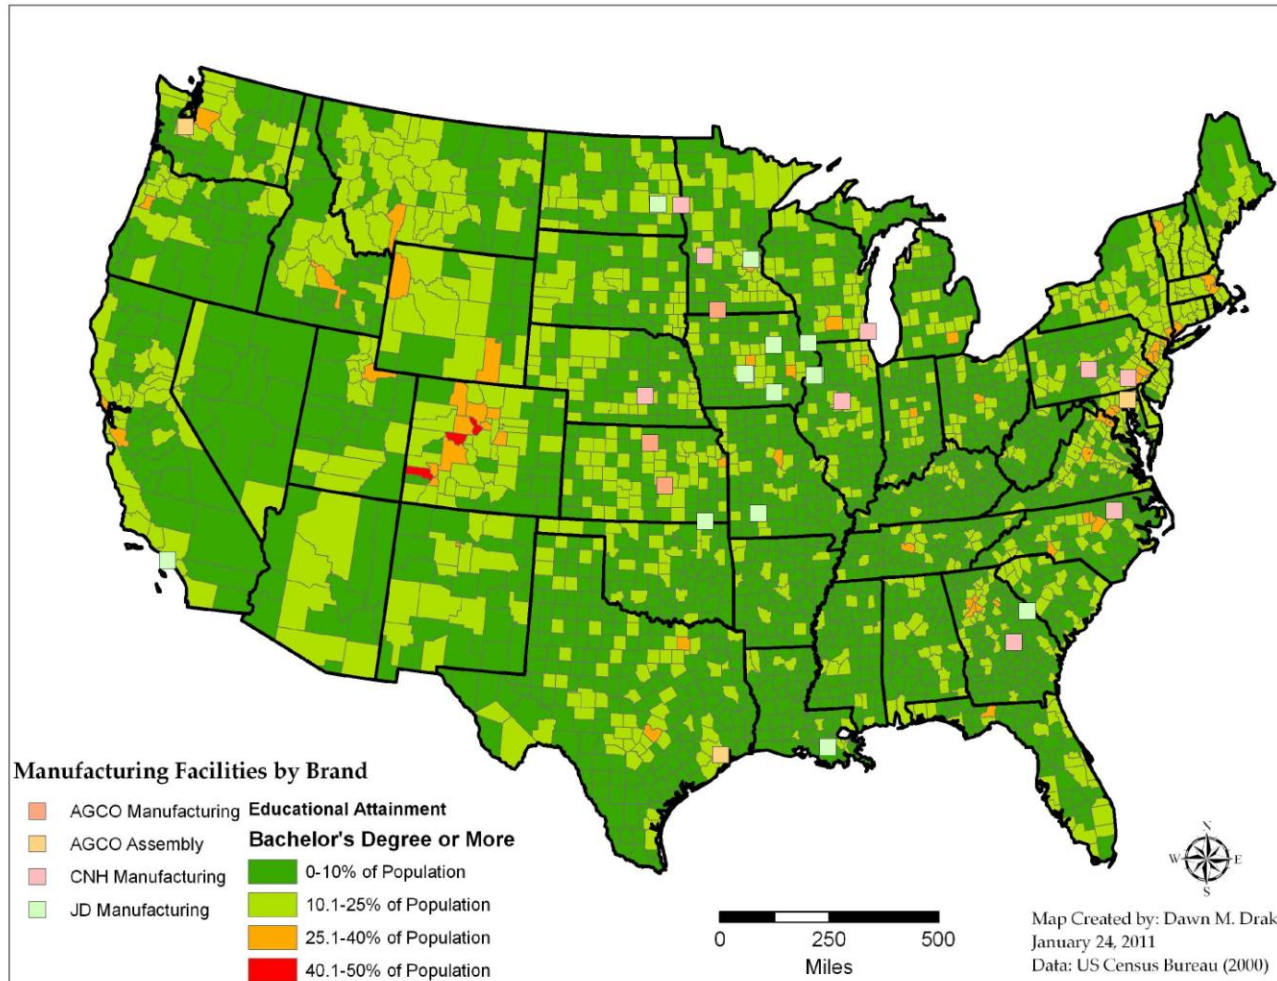 Manufacturing Facilities by Brand
AGCO Manufacturing
AGCO Assembly
CNH Manufacturing
JD Manufacturing
Educational Attainment
Bachelor's Degree or More
0-10% of Population
10.1-25% of Population
25.1-40% of Population
40.1-50% of Population
0 250 500
Miles
N
W E
S
Map Created by: Dawn M. Drak
January 24, 2011
Data: US Census Bureau (2000)